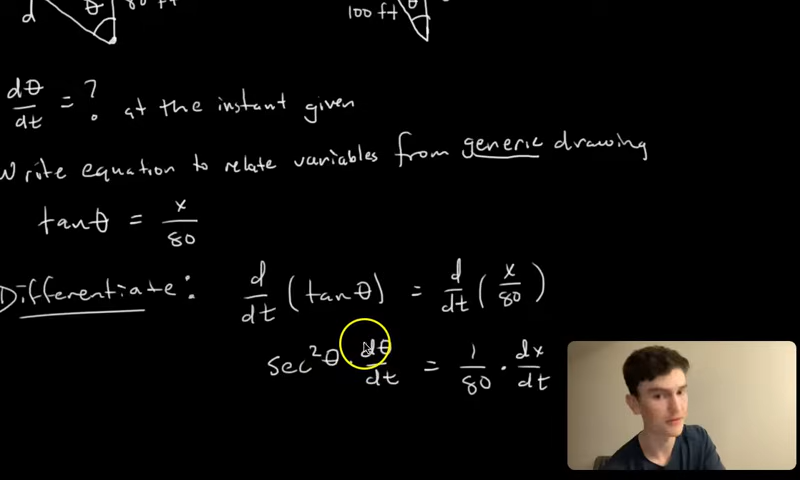 d θ 80 ft 100 ft θ
dθ/dt = ? at the instant given
Write equation to relate variables from generic drawing
tanθ = x/80
Differentiate: d/dt (tanθ) = d/dt (x/80)
sec²θ · dθ/dt = 1/80 · dx/dt